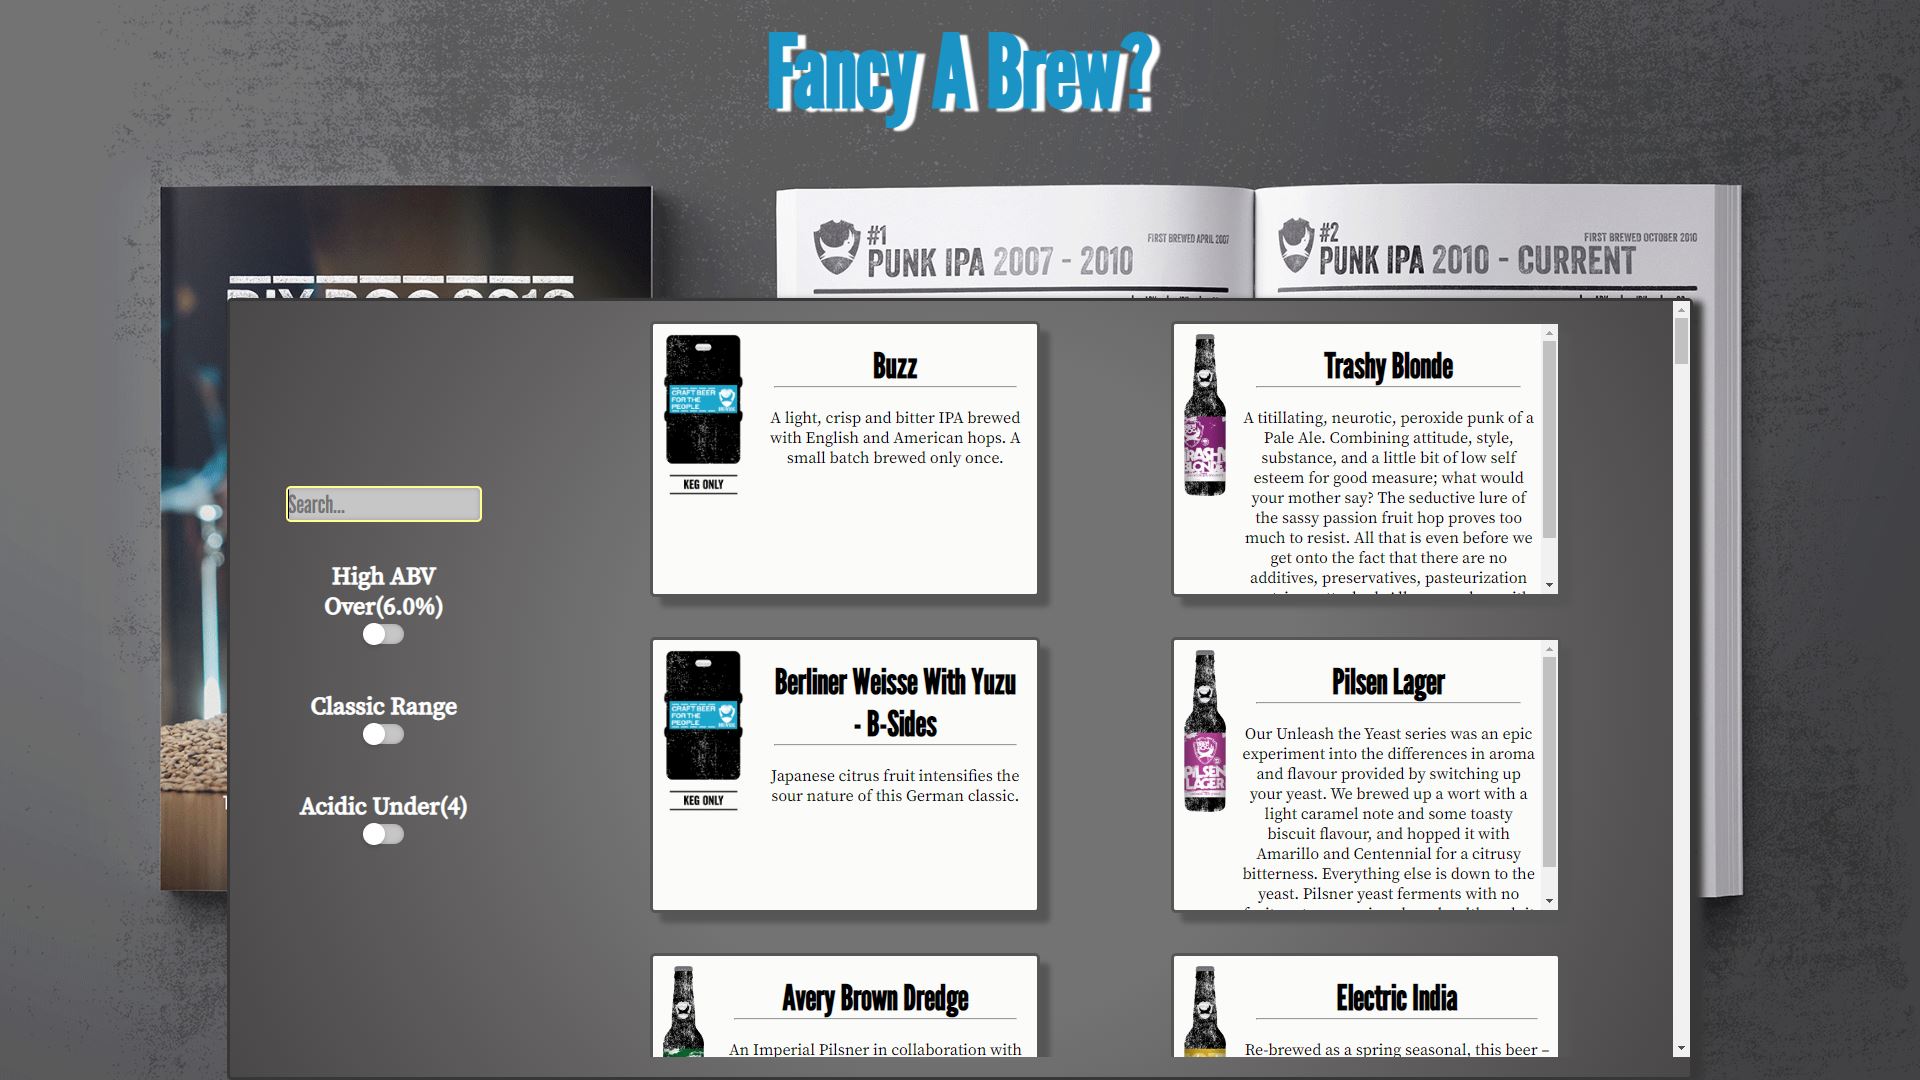 Fancy A Brew?
#1
PUNK IPA 2007 - 2010
FIRST BREWED APRIL 2007
#2
PUNK IPA 2010 - CURRENT
FIRST BREWED OCTOBER 2010
Search...
High ABV
Over(6.0%)
Classic Range
Acidic Under(4)
CRAFT BEER
FOR THE
PEOPLE
KEG ONLY
Buzz
A light, crisp and bitter IPA brewed
with English and American hops. A
small batch brewed only once.
TRASHY
BLONDE
Trashy Blonde
A titillating, neurotic, peroxide punk of a
Pale Ale. Combining attitude, style,
substance, and a little bit of low self
esteem for good measure; what would
your mother say? The seductive lure of
the sassy passion fruit hop proves too
much to resist. All that is even before we
get onto the fact that there are no
additives, preservatives, pasteurization
CRAFT BEER
FOR THE
PEOPLE
KEG ONLY
Berliner Weisse With Yuzu
- B-Sides
Japanese citrus fruit intensifies the
sour nature of this German classic.
PILSEN
LAGER
Pilsen Lager
Our Unleash the Yeast series was an epic
experiment into the differences in aroma
and flavour provided by switching up
your yeast. We brewed up a wort with a
light caramel note and some toasty
biscuit flavour, and hopped it with
Amarillo and Centennial for a citrusy
bitterness. Everything else is down to the
yeast. Pilsner yeast ferments with no
Avery Brown Dredge
An Imperial Pilsner in collaboration with
Electric India
Re-brewed as a spring seasonal, this beer –